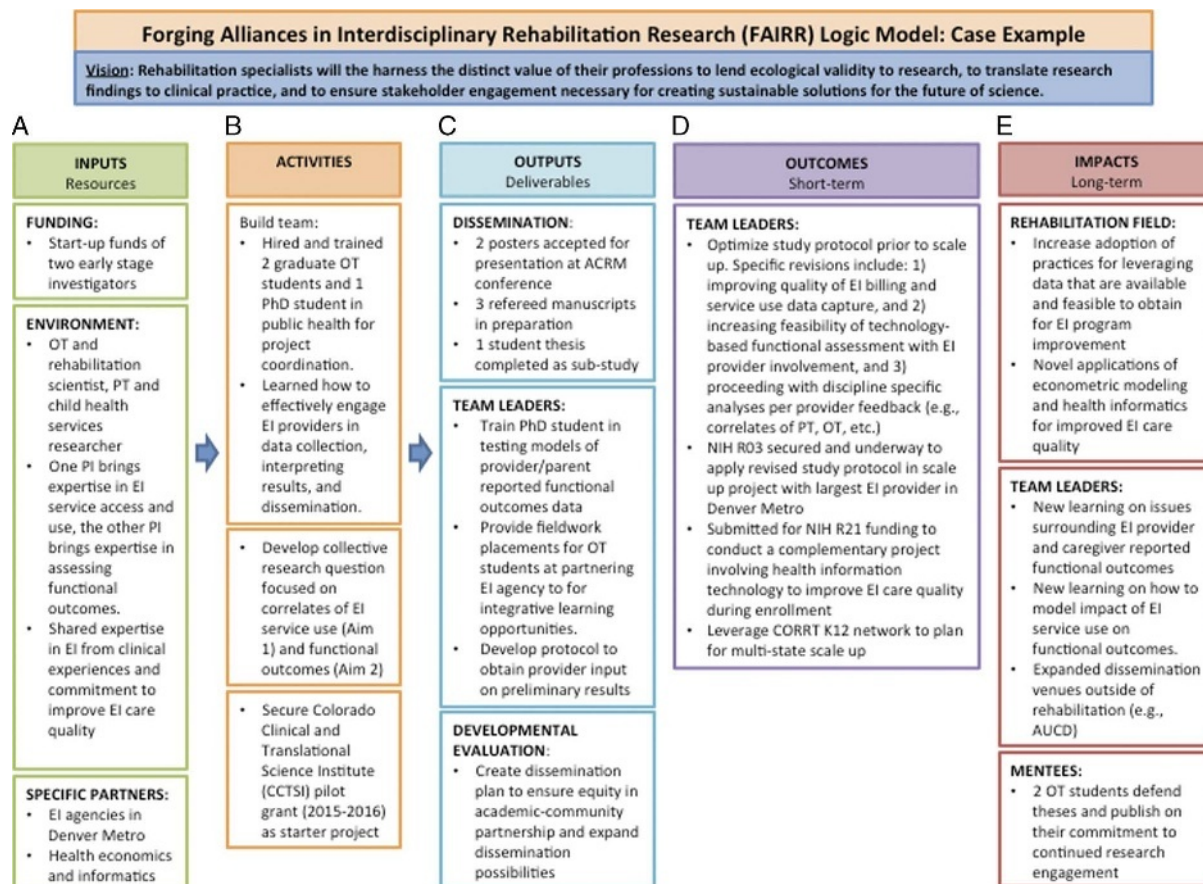 Forging Alliances in Interdisciplinary Rehabilitation Research (FAIRR) Logic Model: Case Example
Vision: Rehabilitation specialists will the harness the distinct value of their professions to lend ecological validity to research, to translate research
findings to clinical practice, and to ensure stakeholder engagement necessary for creating sustainable solutions for the future of science.
A
INPUTS
Resources
FUNDING:
• Start-up funds of
two early stage
investigators
ENVIRONMENT:
• OT and
rehabilitation
scientist, PT and
child health
services
researcher
• One PI brings
expertise in EI
service access and
use, the other PI
brings expertise in
assessing
functional
outcomes.
• Shared expertise
in EI from clinical
experiences and
commitment to
improve EI care
quality
SPECIFIC PARTNERS:
• EI agencies in
Denver Metro
• Health economics
and informatics
B
ACTIVITIES
Build team:
• Hired and trained
2 graduate OT
students and 1
PhD student in
public health for
project
coordination.
• Learned how to
effectively engage
EI providers in
data collection,
interpreting
results, and
dissemination.
• Develop collective
research question
focused on
correlates of EI
service use (Aim
1) and functional
outcomes (Aim 2)
• Secure Colorado
Clinical and
Translational
Science Institute
(CCTSI) pilot
grant (2015-2016)
as starter project
C
OUTPUTS
Deliverables
DISSEMINATION:
• 2 posters accepted for
presentation at ACRM
conference
• 3 refereed manuscripts
in preparation
• 1 student thesis
completed as sub-study
TEAM LEADERS:
• Train PhD student in
testing models of
provider/parent
reported functional
outcomes data
• Provide fieldwork
placements for OT
students at partnering
EI agency to for
integrative learning
opportunities.
• Develop protocol to
obtain provider input
on preliminary results
DEVELOPMENTAL
EVALUATION:
• Create dissemination
plan to ensure equity in
academic-community
partnership and expand
dissemination
possibilities
D
OUTCOMES
Short-term
TEAM LEADERS:
• Optimize study protocol prior to scale
up. Specific revisions include: 1)
improving quality of EI billing and
service use data capture, and 2)
increasing feasibility of technology-
based functional assessment with EI
provider involvement, and 3)
proceeding with discipline specific
analyses per provider feedback (e.g.,
correlates of PT, OT, etc.)
• NIH R03 secured and underway to
apply revised study protocol in scale
up project with largest EI provider in
Denver Metro
• Submitted for NIH R21 funding to
conduct a complementary project
involving health information
technology to improve EI care quality
during enrollment
• Leverage CORRT K12 network to plan
for multi-state scale up
E
IMPACTS
Long-term
REHABILITATION FIELD:
• Increase adoption of
practices for leveraging
data that are available
and feasible to obtain
for EI program
improvement
• Novel applications of
econometric modeling
and health informatics
for improved EI care
quality
TEAM LEADERS:
• New learning on issues
surrounding EI provider
and caregiver reported
functional outcomes
• New learning on how to
model impact of EI
service use on
functional outcomes.
• Expanded dissemination
venues outside of
rehabilitation (e.g.,
AUCD)
MENTEES:
• 2 OT students defend
theses and publish on
their commitment to
continued research
engagement